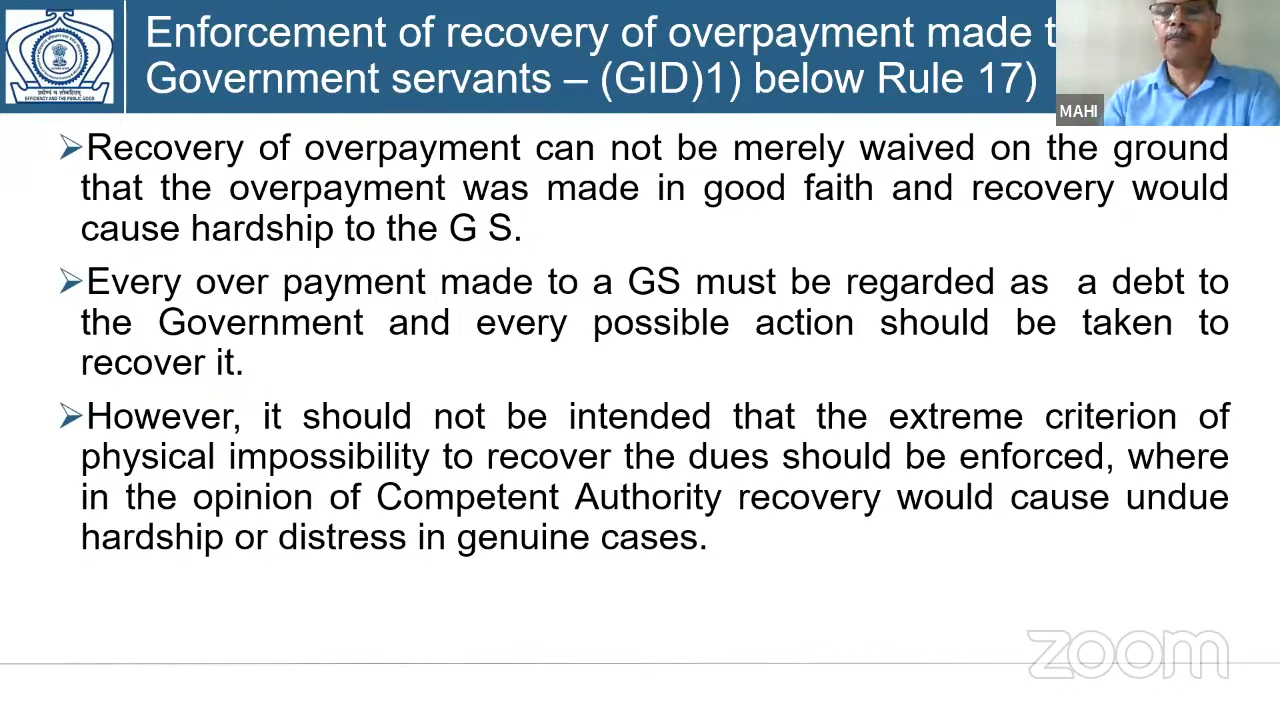 Enforcement of recovery of overpayment made t
Government servants – (GID)1) below Rule 17)
MAHI
EFFICIENCY AND THE PUBLIC GOOD
➢Recovery of overpayment can not be merely waived on the ground
that the overpayment was made in good faith and recovery would
cause hardship to the G S.
➢Every over payment made to a GS must be regarded as a debt to
the Government and every possible action should be taken to
recover it.
➢However, it should not be intended that the extreme criterion of
physical impossibility to recover the dues should be enforced, where
in the opinion of Competent Authority recovery would cause undue
hardship or distress in genuine cases.
zoom